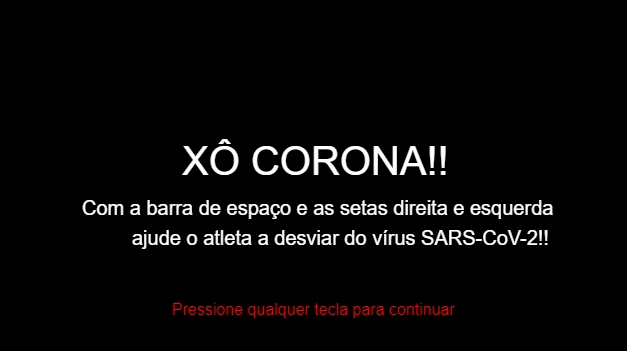 XÔ CORONA!!
Com a barra de espaço e as setas direita e esquerda
ajude o atleta a desviar do vírus SARS-CoV-2!!
Pressione qualquer tecla para continuar